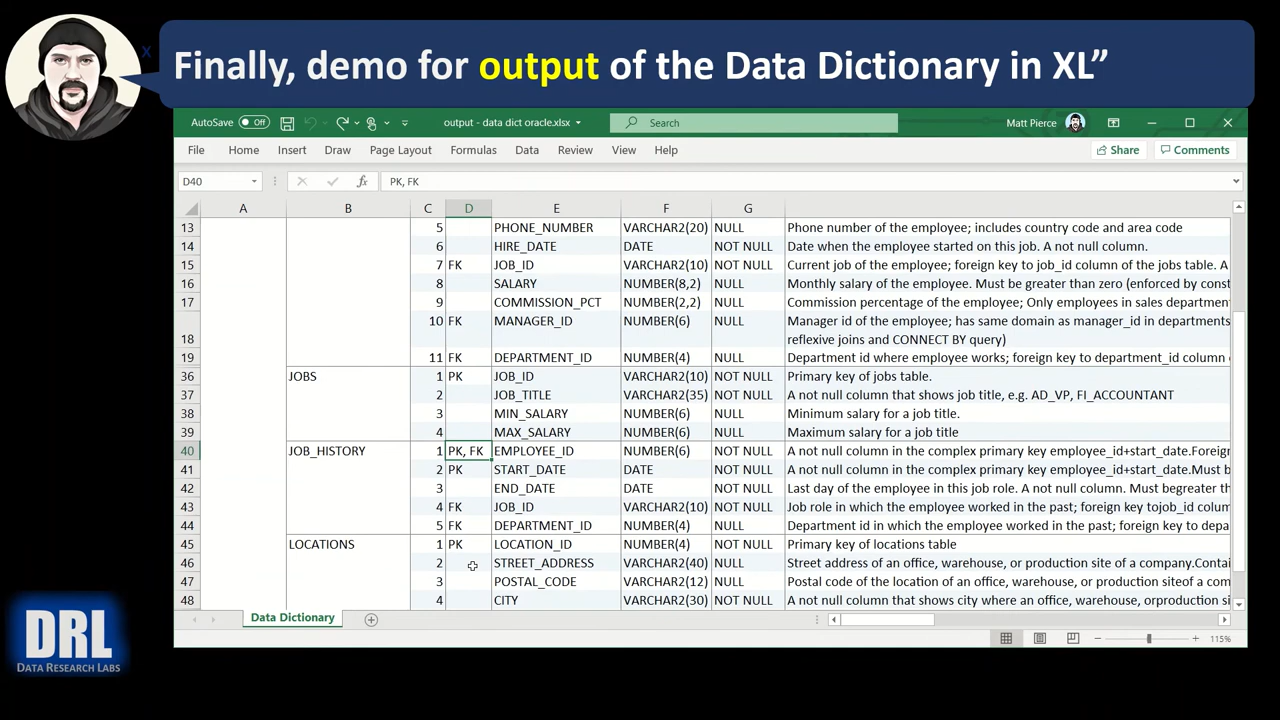 Finally, demo for output of the Data Dictionary in XL”
X
AutoSave Off output - data dict oracle.xlsx Search Matt Pierce
File Home Insert Draw Page Layout Formulas Data Review View Help Share Comments
D40 fx PK, FK
A B C D E F G
13 5 PHONE_NUMBER VARCHAR2(20) NULL Phone number of the employee; includes country code and area code
14 6 HIRE_DATE DATE NOT NULL Date when the employee started on this job. A not null column.
15 7 FK JOB_ID VARCHAR2(10) NOT NULL Current job of the employee; foreign key to job_id column of the jobs table. A
16 8 SALARY NUMBER(8,2) NULL Monthly salary of the employee. Must be greater than zero (enforced by const
17 9 COMMISSION_PCT NUMBER(2,2) NULL Commission percentage of the employee; Only employees in sales departmen
10 FK MANAGER_ID NUMBER(6) NULL Manager id of the employee; has same domain as manager_id in departments
18 reflexive joins and CONNECT BY query)
19 11 FK DEPARTMENT_ID NUMBER(4) NULL Department id where employee works; foreign key to department_id column
36 JOBS 1 PK JOB_ID VARCHAR2(10) NOT NULL Primary key of jobs table.
37 2 JOB_TITLE VARCHAR2(35) NOT NULL A not null column that shows job title, e.g. AD_VP, FI_ACCOUNTANT
38 3 MIN_SALARY NUMBER(6) NULL Minimum salary for a job title.
39 4 MAX_SALARY NUMBER(6) NULL Maximum salary for a job title
40 JOB_HISTORY 1 PK, FK EMPLOYEE_ID NUMBER(6) NOT NULL A not null column in the complex primary key employee_id+start_date.Foreign
41 2 PK START_DATE DATE NOT NULL A not null column in the complex primary key employee_id+start_date.Must b
42 3 END_DATE DATE NOT NULL Last day of the employee in this job role. A not null column. Must begreater th
43 4 FK JOB_ID VARCHAR2(10) NOT NULL Job role in which the employee worked in the past; foreign key tojob_id colum
44 5 FK DEPARTMENT_ID NUMBER(4) NULL Department id in which the employee worked in the past; foreign key to depa
45 LOCATIONS 1 PK LOCATION_ID NUMBER(4) NOT NULL Primary key of locations table
46 2 STREET_ADDRESS VARCHAR2(40) NULL Street address of an office, warehouse, or production site of a company.Contai
47 3 POSTAL_CODE VARCHAR2(12) NULL Postal code of the location of an office, warehouse, or production siteof a com
48 4 CITY VARCHAR2(30) NOT NULL A not null column that shows city where an office, warehouse, orproduction si
Data Dictionary
115%
DRL
DATA RESEARCH LABS